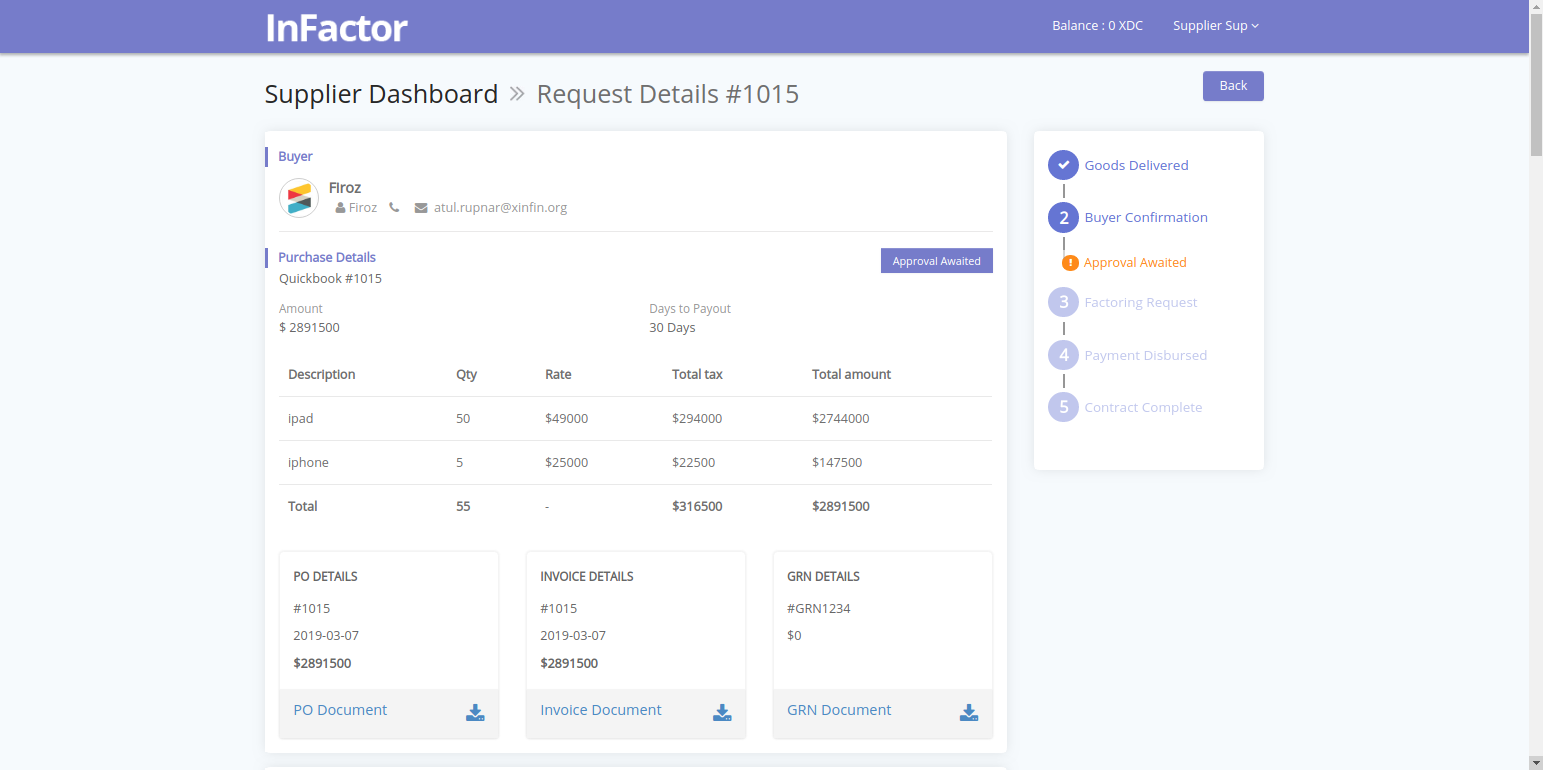 InFactor
Balance : 0 XDC
Supplier Sup
Supplier Dashboard » Request Details #1015
Back
Buyer
FIroz
Firoz
atul.rupnar@xinfin.org
Purchase Details
Approval Awaited
Quickbook #1015
Amount
Days to Payout
$ 2891500
30 Days
Description Qty Rate Total tax Total amount
ipad 50 $49000 $294000 $2744000
iphone 5 $25000 $22500 $147500
Total 55 - $316500 $2891500
PO DETAILS
#1015
2019-03-07
$2891500
PO Document
INVOICE DETAILS
#1015
2019-03-07
$2891500
Invoice Document
GRN DETAILS
#GRN1234
$0
GRN Document
Goods Delivered
2 Buyer Confirmation
! Approval Awaited
3 Factoring Request
4 Payment Disbursed
5 Contract Complete